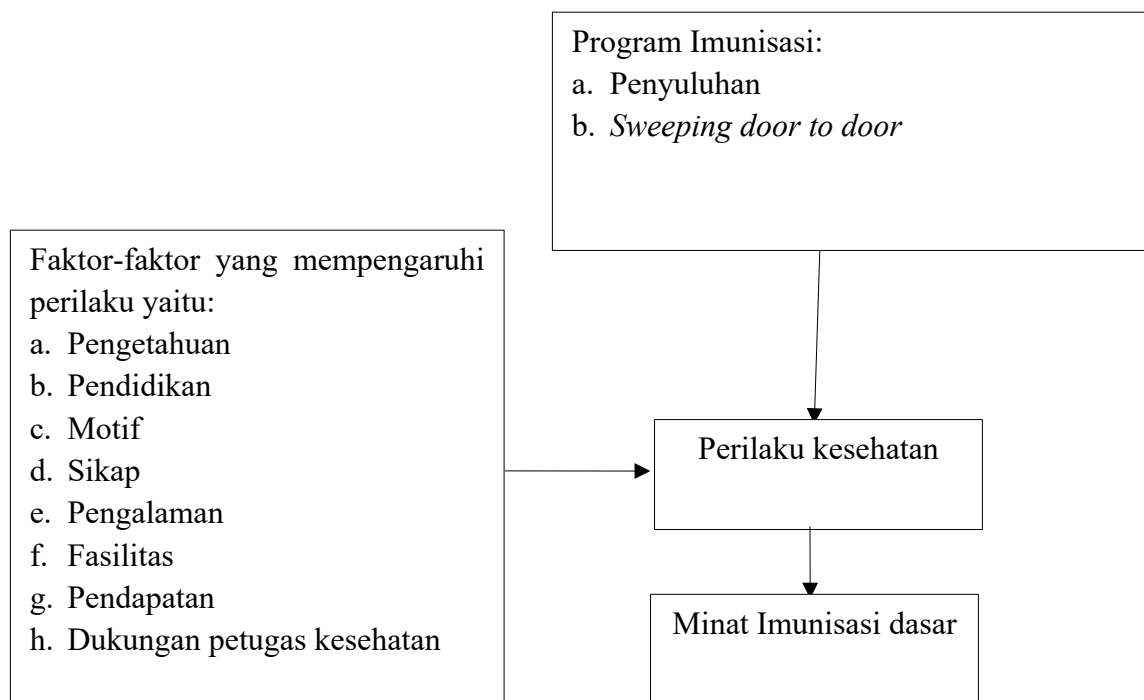 Program Imunisasi:
a. Penyuluhan
b. Sweeping door to door
Faktor-faktor yang mempengaruhi
perilaku yaitu:
a. Pengetahuan
b. Pendidikan
c. Motif
d. Sikap
e. Pengalaman
f. Fasilitas
g. Pendapatan
h. Dukungan petugas kesehatan
Perilaku kesehatan
Minat Imunisasi dasar